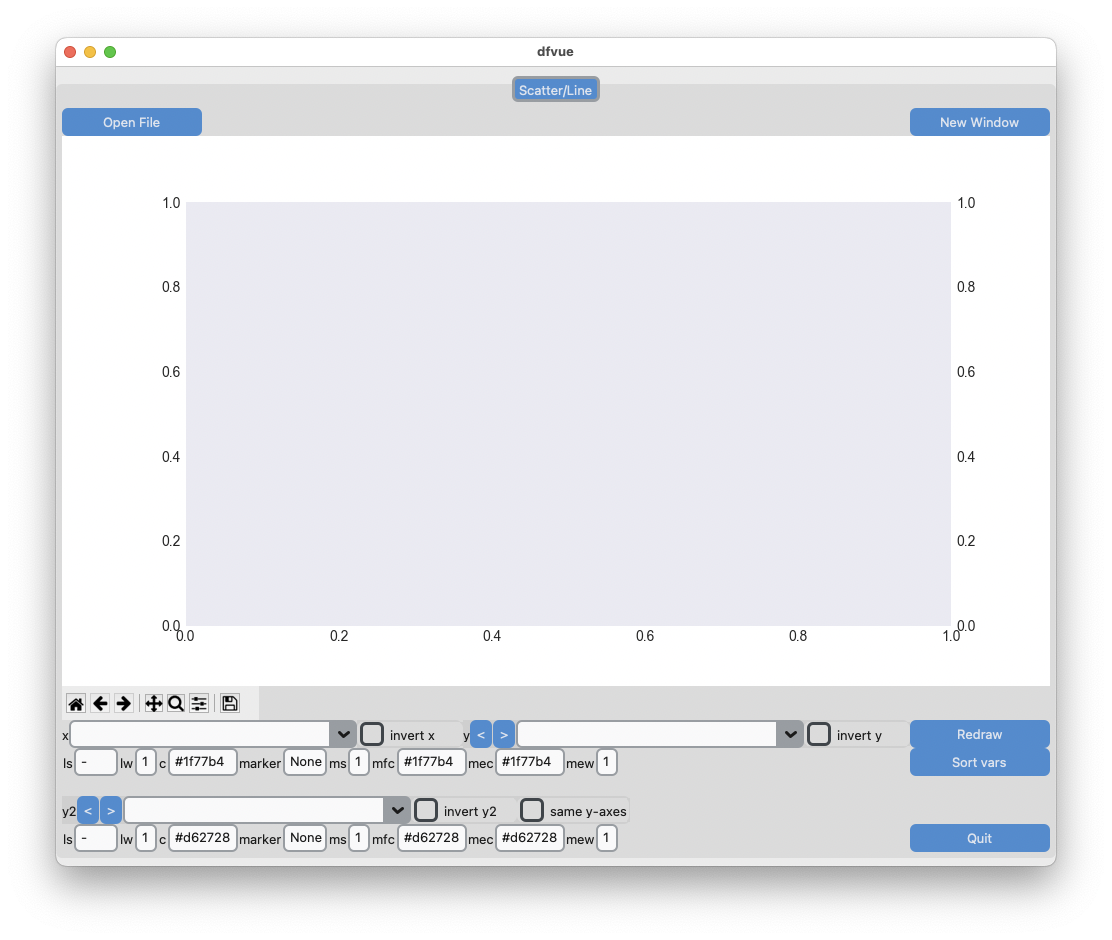 dfvue
Scatter/Line
Open File New Window
1.0 1.0
0.8 0.8
0.6 0.6
0.4 0.4
0.2 0.2
0.0 0.0
0.0 0.2 0.4 0.6 0.8 1.0
x invert x y < > invert y Redraw
ls - lw 1 c #1f77b4 marker None ms 1 mfc #1f77b4 mec #1f77b4 mew 1 Sort vars
y2 < > invert y2 same y-axes
ls - lw 1 c #d62728 marker None ms 1 mfc #d62728 mec #d62728 mew 1 Quit